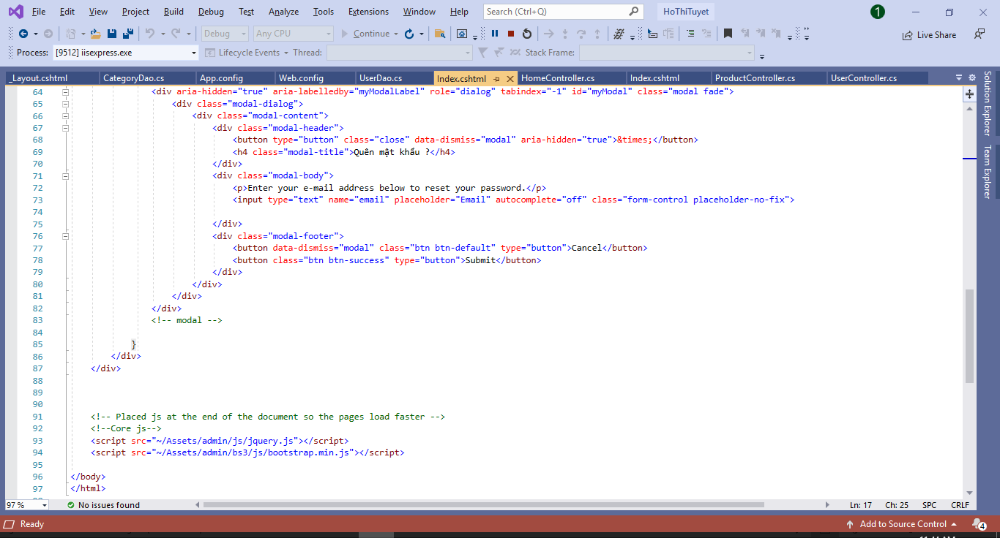 File Edit View Project Build Debug Test Analyze Tools Extensions Window Help Search (Ctrl+Q) HoThiTuyet 1
Debug Any CPU Continue Live Share
Process: [9512] iisexpress.exe Lifecycle Events Thread: Stack Frame:
_Layout.cshtml CategoryDao.cs App.config Web.config UserDao.cs Index.cshtml HomeController.cs Index.cshtml ProductController.cs UserController.cs
Solution Explorer
Team Explorer
64 <div aria-hidden="true" aria-labelledby="myModalLabel" role="dialog" tabindex="-1" id="myModal" class="modal fade">
65 <div class="modal-dialog">
66 <div class="modal-content">
67 <div class="modal-header">
68 <button type="button" class="close" data-dismiss="modal" aria-hidden="true">&times;</button>
69 <h4 class="modal-title">Quên mật khẩu ?</h4>
70 </div>
71 <div class="modal-body">
72 <p>Enter your e-mail address below to reset your password.</p>
73 <input type="text" name="email" placeholder="Email" autocomplete="off" class="form-control placeholder-no-fix">
74
75 </div>
76 <div class="modal-footer">
77 <button data-dismiss="modal" class="btn btn-default" type="button">Cancel</button>
78 <button class="btn btn-success" type="button">Submit</button>
79 </div>
80 </div>
81 </div>
82 </div>
83 <!-- modal -->
84
85 }
86 </div>
87 </div>
88
89
90
91 <!-- Placed js at the end of the document so the pages load faster -->
92 <!--Core js-->
93 <script src="~/Assets/admin/js/jquery.js"></script>
94 <script src="~/Assets/admin/bs3/js/bootstrap.min.js"></script>
95
96 </body>
97 </html>
97 % No issues found Ln: 17 Ch: 25 SPC CRLF
Ready Add to Source Control 4